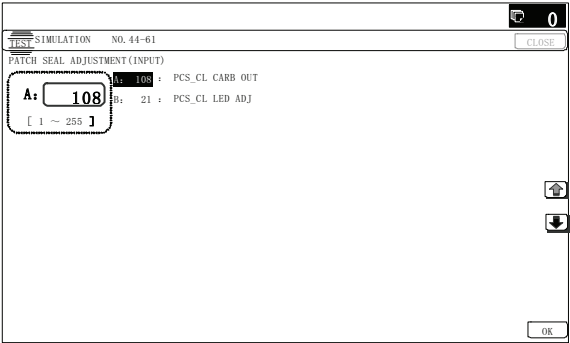 0
TEST SIMULATION NO. 44-61 CLOSE
PATCH SEAL ADJUSTMENT(INPUT)
A: 108
[ 1 ~ 255 ]
A: 108 : PCS_CL CARB OUT
B: 21 : PCS_CL LED ADJ
OK